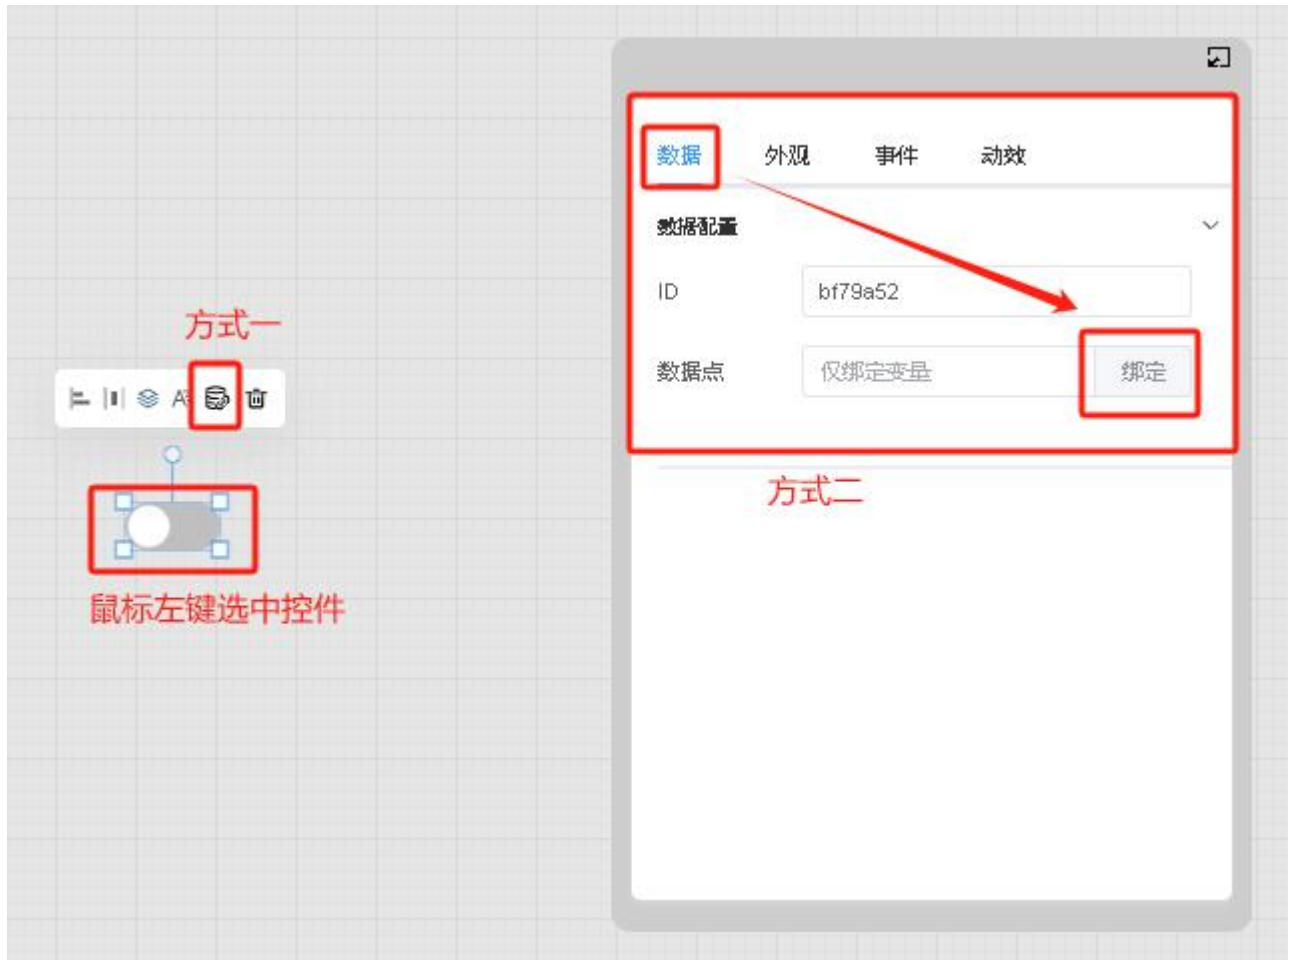 数据 外观 事件 动效
数据配置
ID bf79a52
数据点 仅绑定变量 绑定
方式一
方式二
鼠标左键选中控件